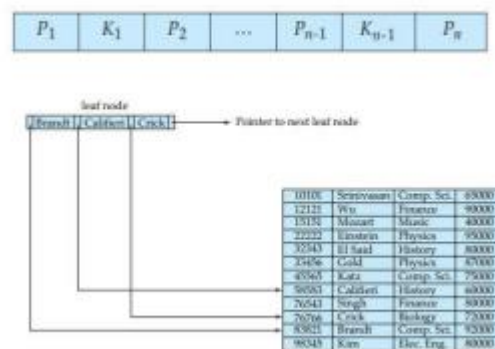 P1 K1 P2 ... Pn-1 Kn-1 Pn
leaf node
Brandt Califieri Crick Pointer to next leaf node
10101 Srinivasan Comp. Sci. 65000
12121 Wu Finance 90000
15151 Mozart Music 40000
22222 Einstein Physics 95000
32343 El Said History 80000
33456 Gold Physics 87000
45565 Katz Comp. Sci. 75000
58583 Califieri History 60000
76543 Singh Finance 80000
76766 Crick Biology 72000
83821 Brandt Comp. Sci. 92000
98345 Kim Elec. Eng. 80000